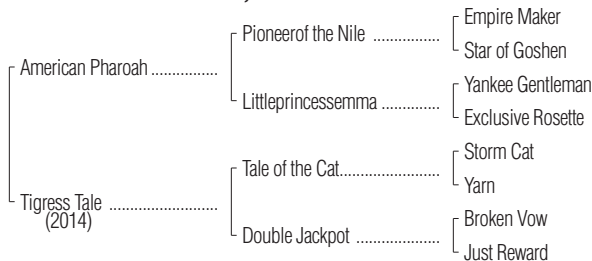 Empire Maker
Pioneerof the Nile ................
Star of Goshen
American Pharoah ................
Yankee Gentleman
Littleprincessemma ..............
Exclusive Rosette
Storm Cat
Tale of the Cat.......................
Yarn
Tigress Tale ..........................
(2014)
Broken Vow
Double Jackpot ....................
Just Reward